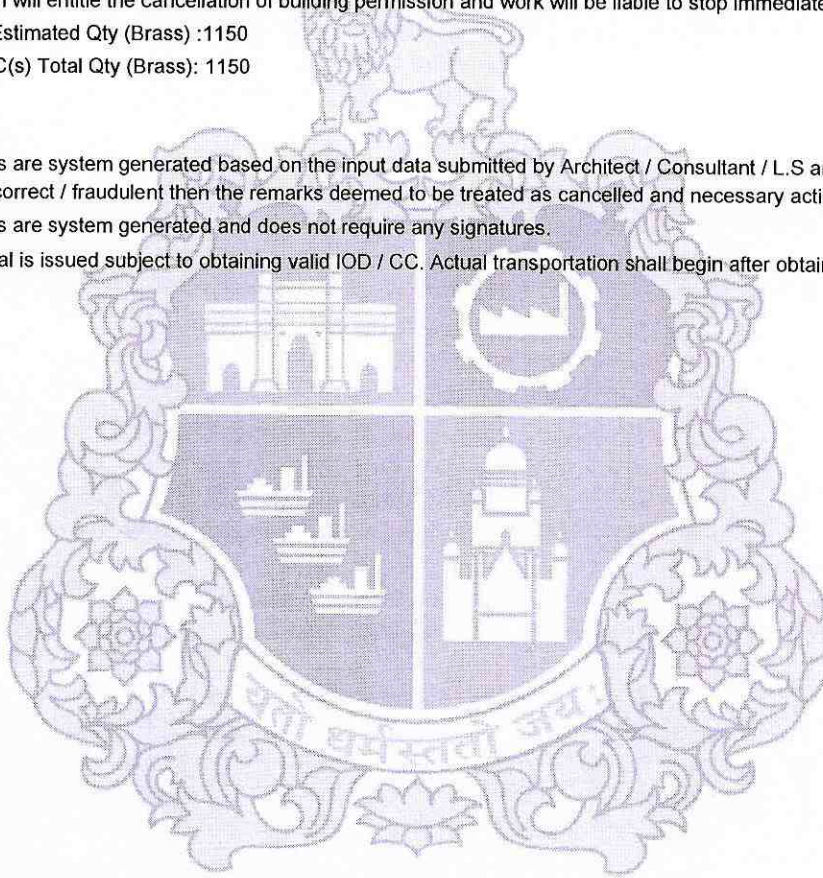 will entitle the cancellation of building permission and work will be liable to stop
Estimated Qty (Brass) :1150
C(s) Total Qty (Brass): 1150
s are system generated based on the input data submitted by Architect / Consultant / L.S
correct / fraudulent then the remarks deemed to be treated as cancelled and necessary
s are system generated and does not require any signatures.
al is issued subject to obtaining valid IOD / CC. Actual transportation shall begin after
यतो धर्मस्ततो जय: